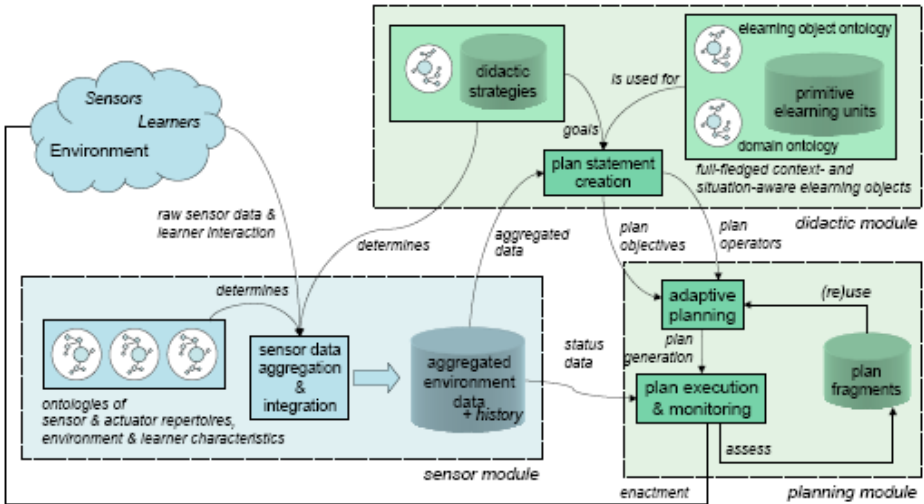 Sensors
Learners
Environment
raw sensor data &
learner interaction
didactic
strategies
is used for
goals
elearning object ontology
primitive
elearning units
domain ontology
plan statement
creation
full-fledged context- and
situation-aware elearning objects
didactic module
determines
aggregated
data
plan
objectives
plan
operators
determines
sensor data
aggregation
&
integration
ontologies of
sensor & actuator repertoires,
environment & learner characteristics
aggregated
environment
data
+ history
sensor module
status
data
adaptive
planning
(re)use
plan
generation
plan execution
& monitoring
plan
fragments
assess
enactment
planning module